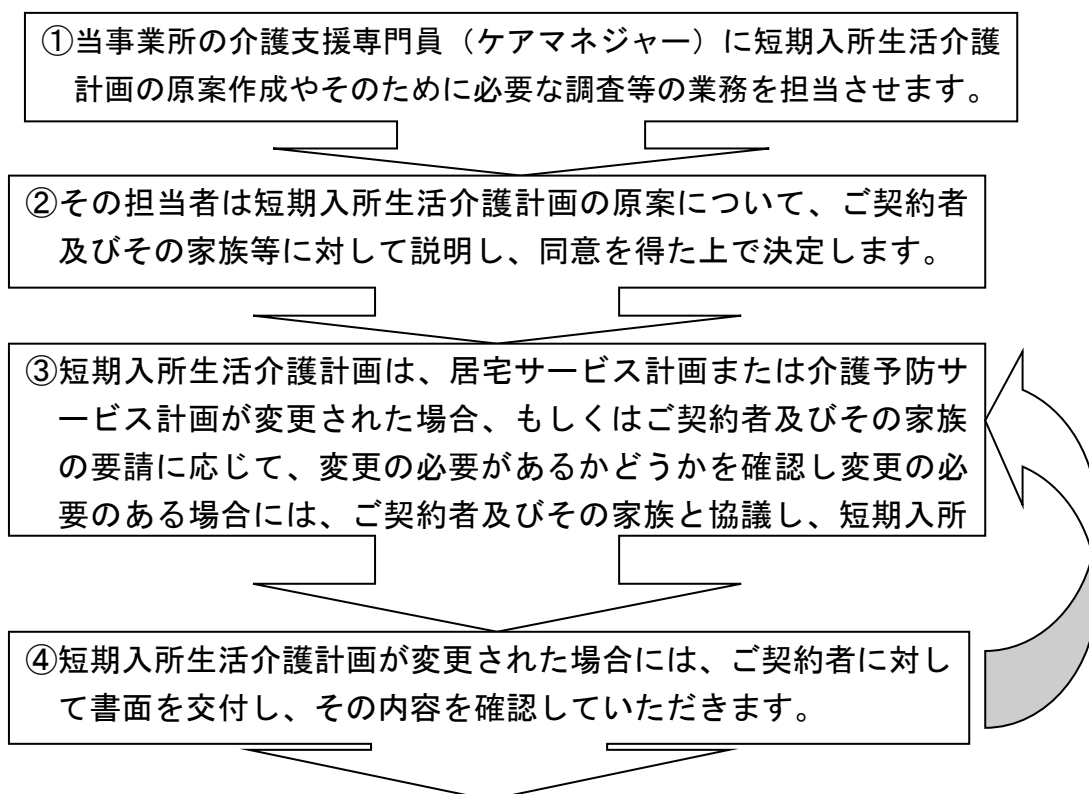 ①当事業所の介護支援専門員（ケアマネジャー）に短期入所生活介護
計画の原案作成やそのために必要な調査等の業務を担当させます。
②その担当者は短期入所生活介護計画の原案について、ご契約者
及びその家族等に対して説明し、同意を得た上で決定します。
③短期入所生活介護計画は、居宅サービス計画または介護予防サ
ービス計画が変更された場合、もしくはご契約者及びその家族
の要請に応じて、変更の必要があるかどうかを確認し変更の必
要のある場合には、ご契約者及びその家族と協議し、短期入所
④短期入所生活介護計画が変更された場合には、ご契約者に対し
て書面を交付し、その内容を確認していただきます。